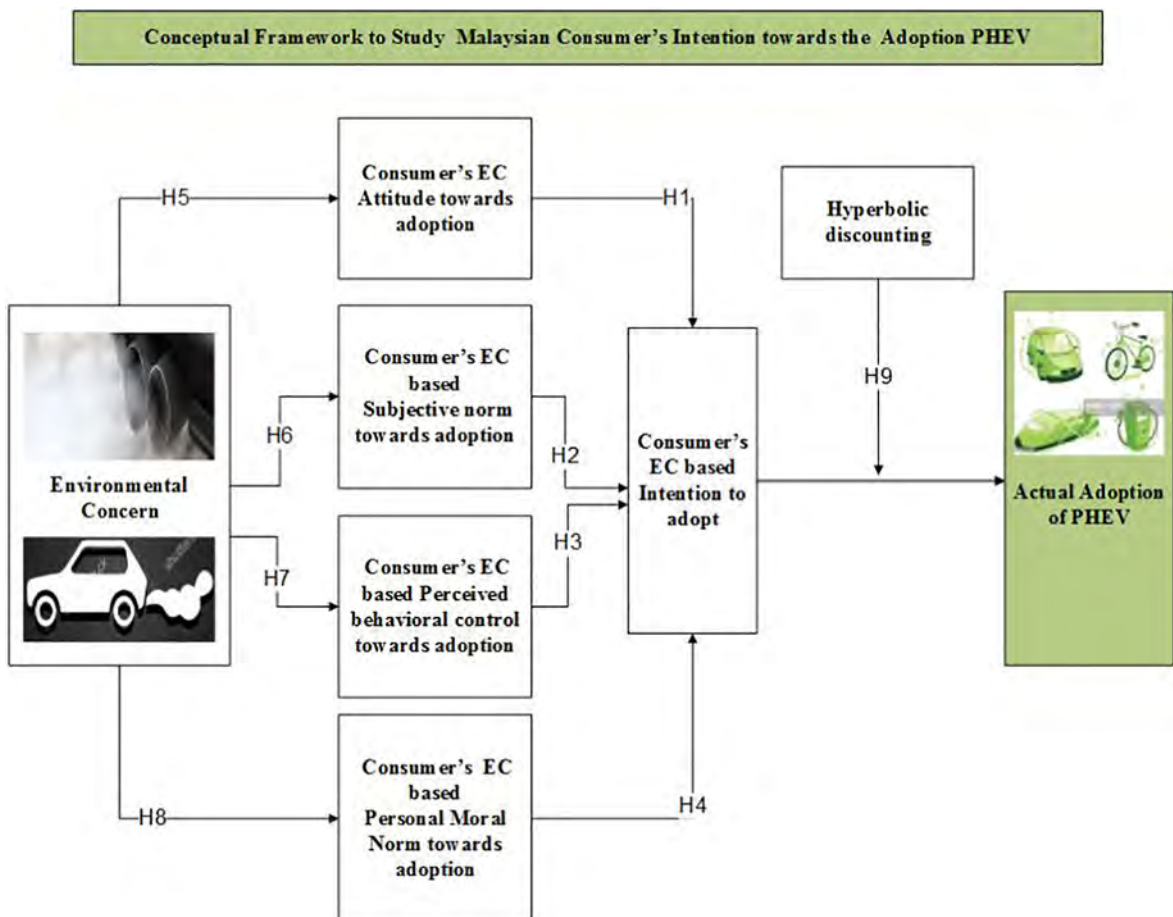 Conceptual Framework to Study Malaysian Consumer's Intention towards the Adoption PHEV
Consumer's EC
Attitude towards
adoption
H5
H1
Hyperbolic
discounting
Consumer's EC
based
Subjective norm
towards adoption
H6
H2
H9
Environmental
Concern
Consumer's
EC based
Intention to
adopt
Actual Adoption
of PHEV
H7
H3
Consumer's EC
based Perceived
behavioral control
towards adoption
Consumer's EC
based
Personal Moral
Norm towards
adoption
H8
H4